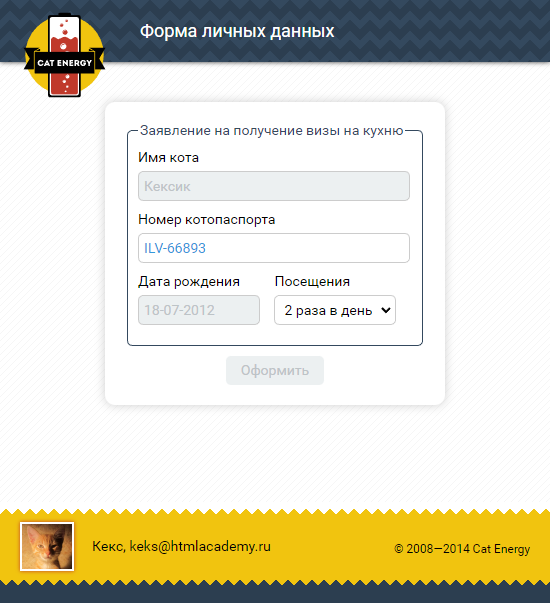 Форма личных данных
CAT ENERGY
Заявление на получение визы на кухню
Имя кота
Кексик
Номер котопаспорта
ILV-66893
Дата рождения Посещения
18-07-2012 2 раза в день
Оформить
Кекс, keks@htmlacademy.ru
© 2008—2014 Cat Energy